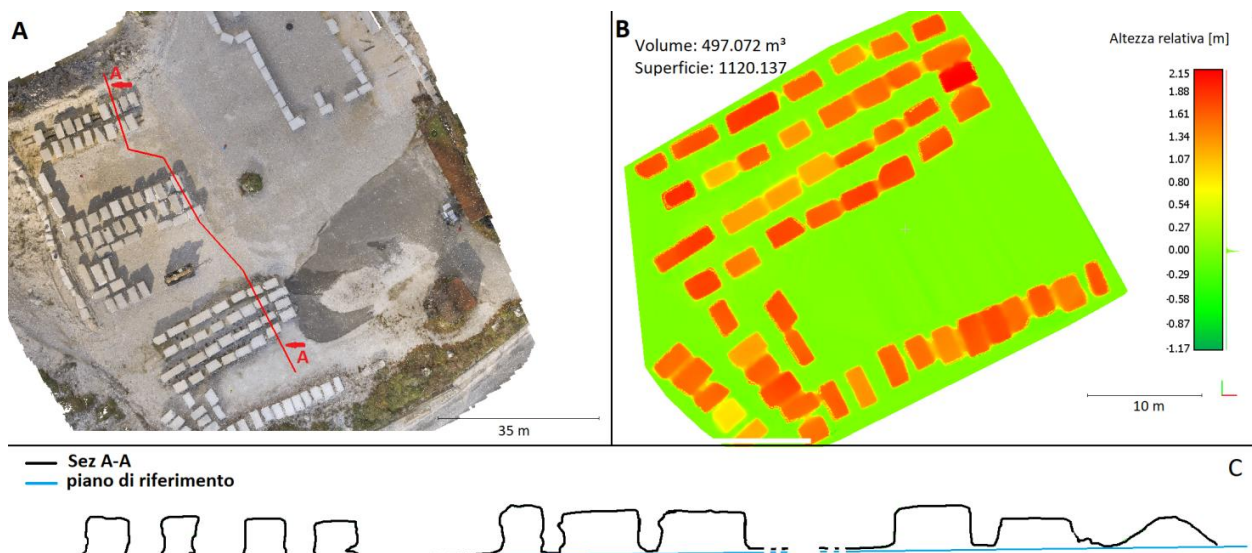 A
A
A
35 m
B
Volume: 497.072 m³
Superficie: 1120.137
Altezza relativa [m]
2.15
1.88
1.61
1.34
1.07
0.80
0.54
0.00
-0.29
-0.58
-0.87
-1.17
10 m
Sez A-A
piano di riferimento
C